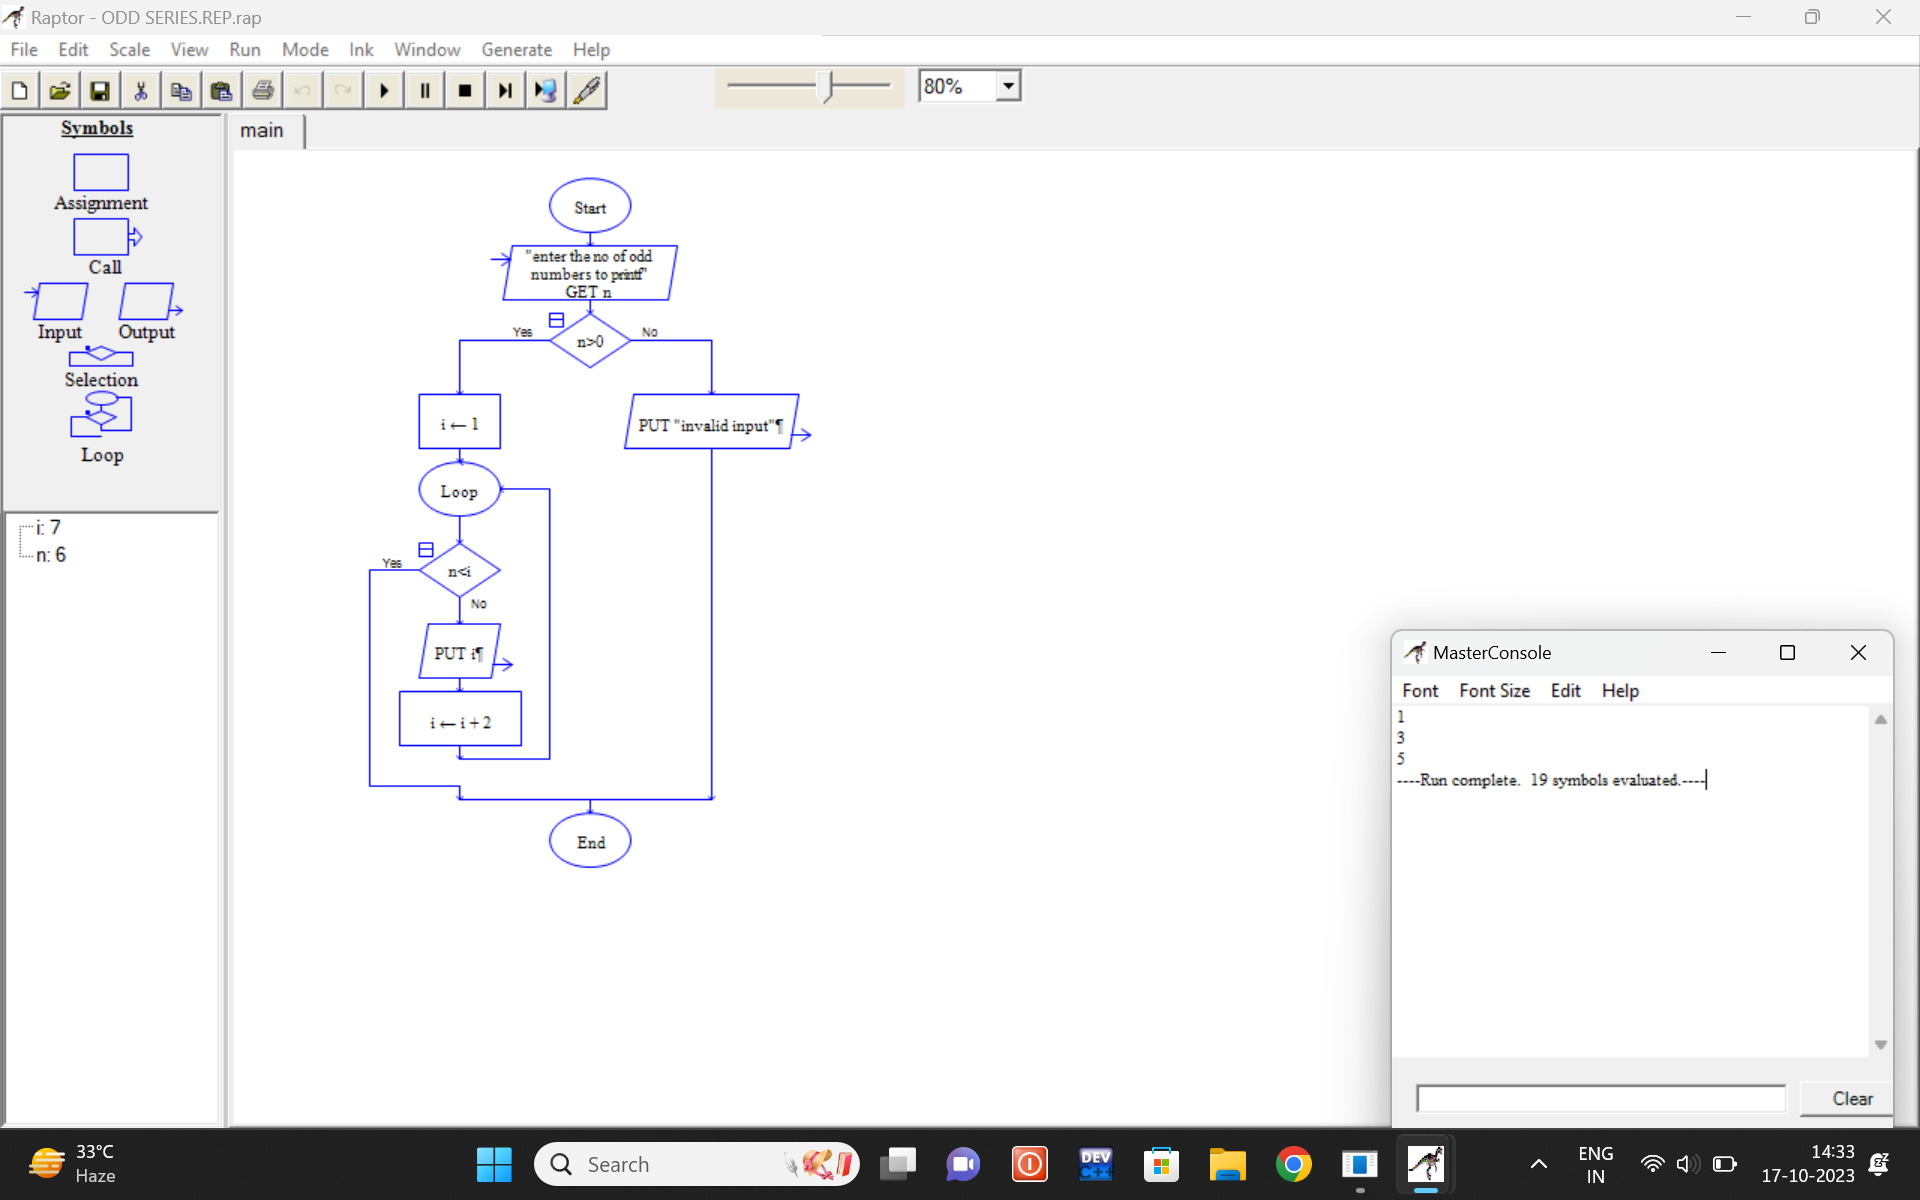 Raptor - ODD SERIES.REP.rap
File Edit Scale View Run Mode Ink Window Generate Help
80%
Symbols
Assignment
Call
Input Output
Selection
Loop
i: 7
n: 6
main
Start
"enter the no of odd
numbers to printf"
GET n
Yes
n>0
No
i ← 1
PUT "invalid input"¶
Loop
Yes
n<i
No
PUT i¶
i ← i + 2
End
MasterConsole
Font Font Size Edit Help
1
3
5
----Run complete.  19 symbols evaluated.----
Clear
33°C
Haze
Search
DEV
C++
ENG
IN
14:33
17-10-2023